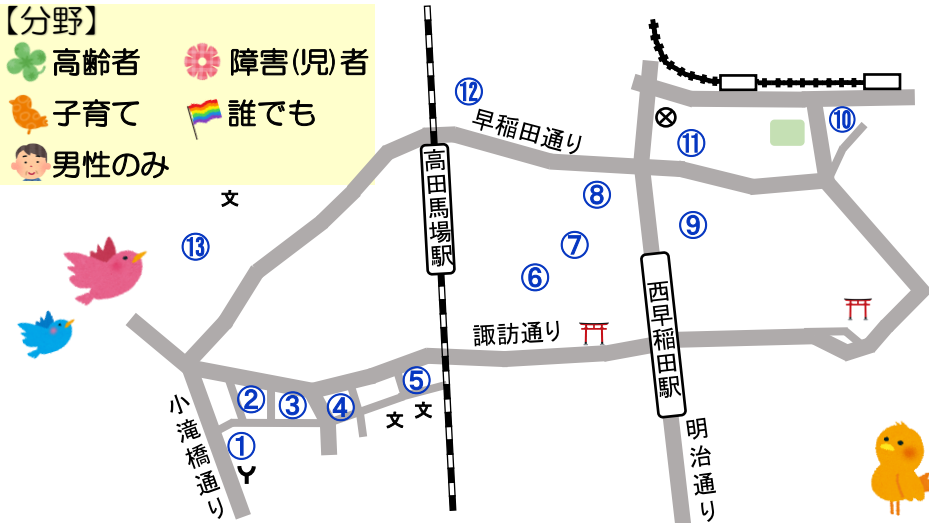 【分野】
高齢者
障害(児)者
子育て
誰でも
男性のみ
⑫
早稲田通り
⑩
⑪
高田馬場駅
文
⑧
⑬
⑨
⑦
⑥
西早稲田駅
諏訪通り
⑤
②
③
④
小滝橋通り
文
文
①
明治通り